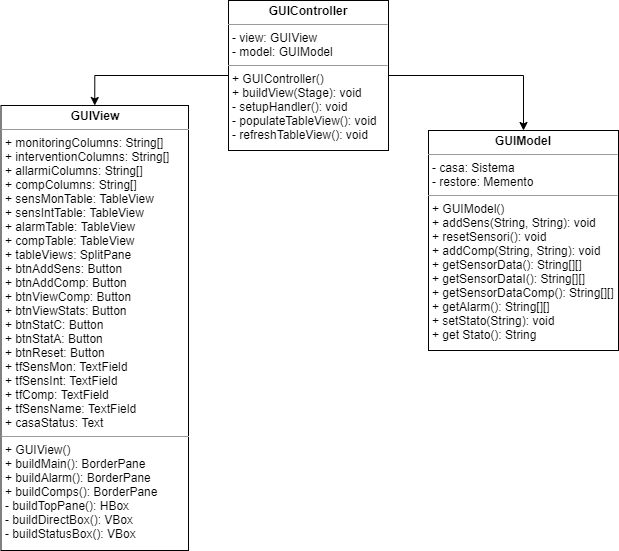 GUIController
- view: GUIView
- model: GUIModel
+ GUIController()
+ buildView(Stage): void
- setupHandler(): void
- populateTableView(): void
- refreshTableView(): void
GUIView
+ monitoringColumns: String[]
+ interventionColumns: String[]
+ allarmiColumns: String[]
+ compColumns: String[]
+ sensMonTable: TableView
+ sensIntTable: TableView
+ alarmTable: TableView
+ compTable: TableView
+ tableViews: SplitPane
+ btnAddSens: Button
+ btnAddComp: Button
+ btnViewComp: Button
+ btnViewStats: Button
+ btnStatC: Button
+ btnStatA: Button
+ btnReset: Button
+ tfSensMon: TextField
+ tfSensInt: TextField
+ tfComp: TextField
+ tfSensName: TextField
+ casaStatus: Text
+ GUIView()
+ buildMain(): BorderPane
+ buildAlarm(): BorderPane
+ buildComps(): BorderPane
- buildTopPane(): HBox
- buildDirectBox(): VBox
- buildStatusBox(): VBox
GUIModel
- casa: Sistema
- restore: Memento
+ GUIModel()
+ addSens(String, String): void
+ resetSensori(): void
+ addComp(String, String): void
+ getSensorData(): String[][]
+ getSensorDataI(): String[][]
+ getSensorDataComp(): String[][]
+ getAlarm(): String[][]
+ setStato(String): void
+ get Stato(): String